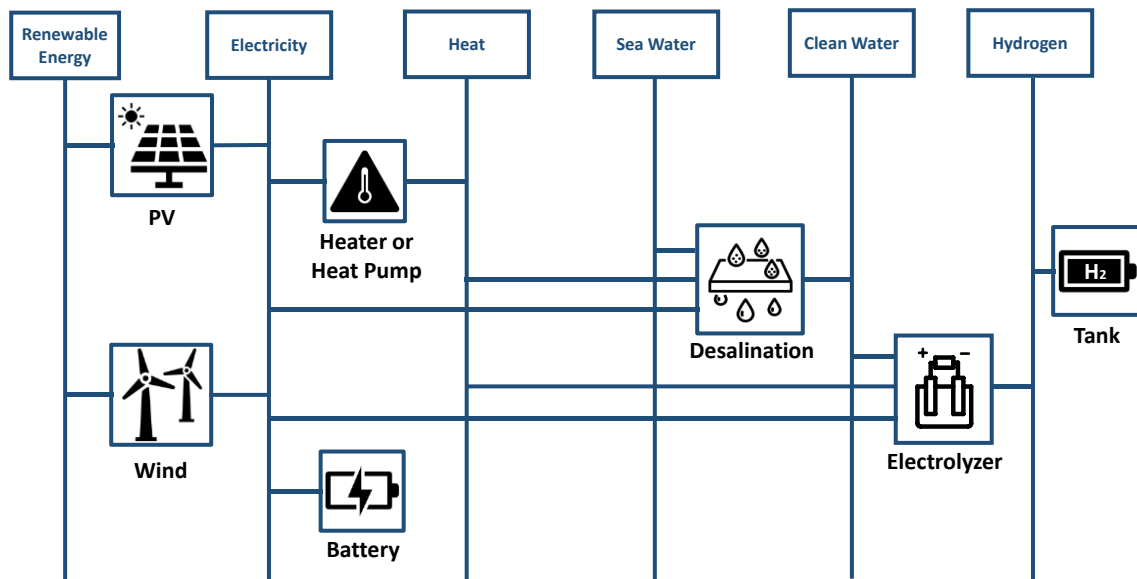 Renewable
Energy
Electricity
Heat
Sea Water
Clean Water
Hydrogen
PV
Heater or
Heat Pump
H2
Tank
Desalination
+ −
Wind
Electrolyzer
Battery